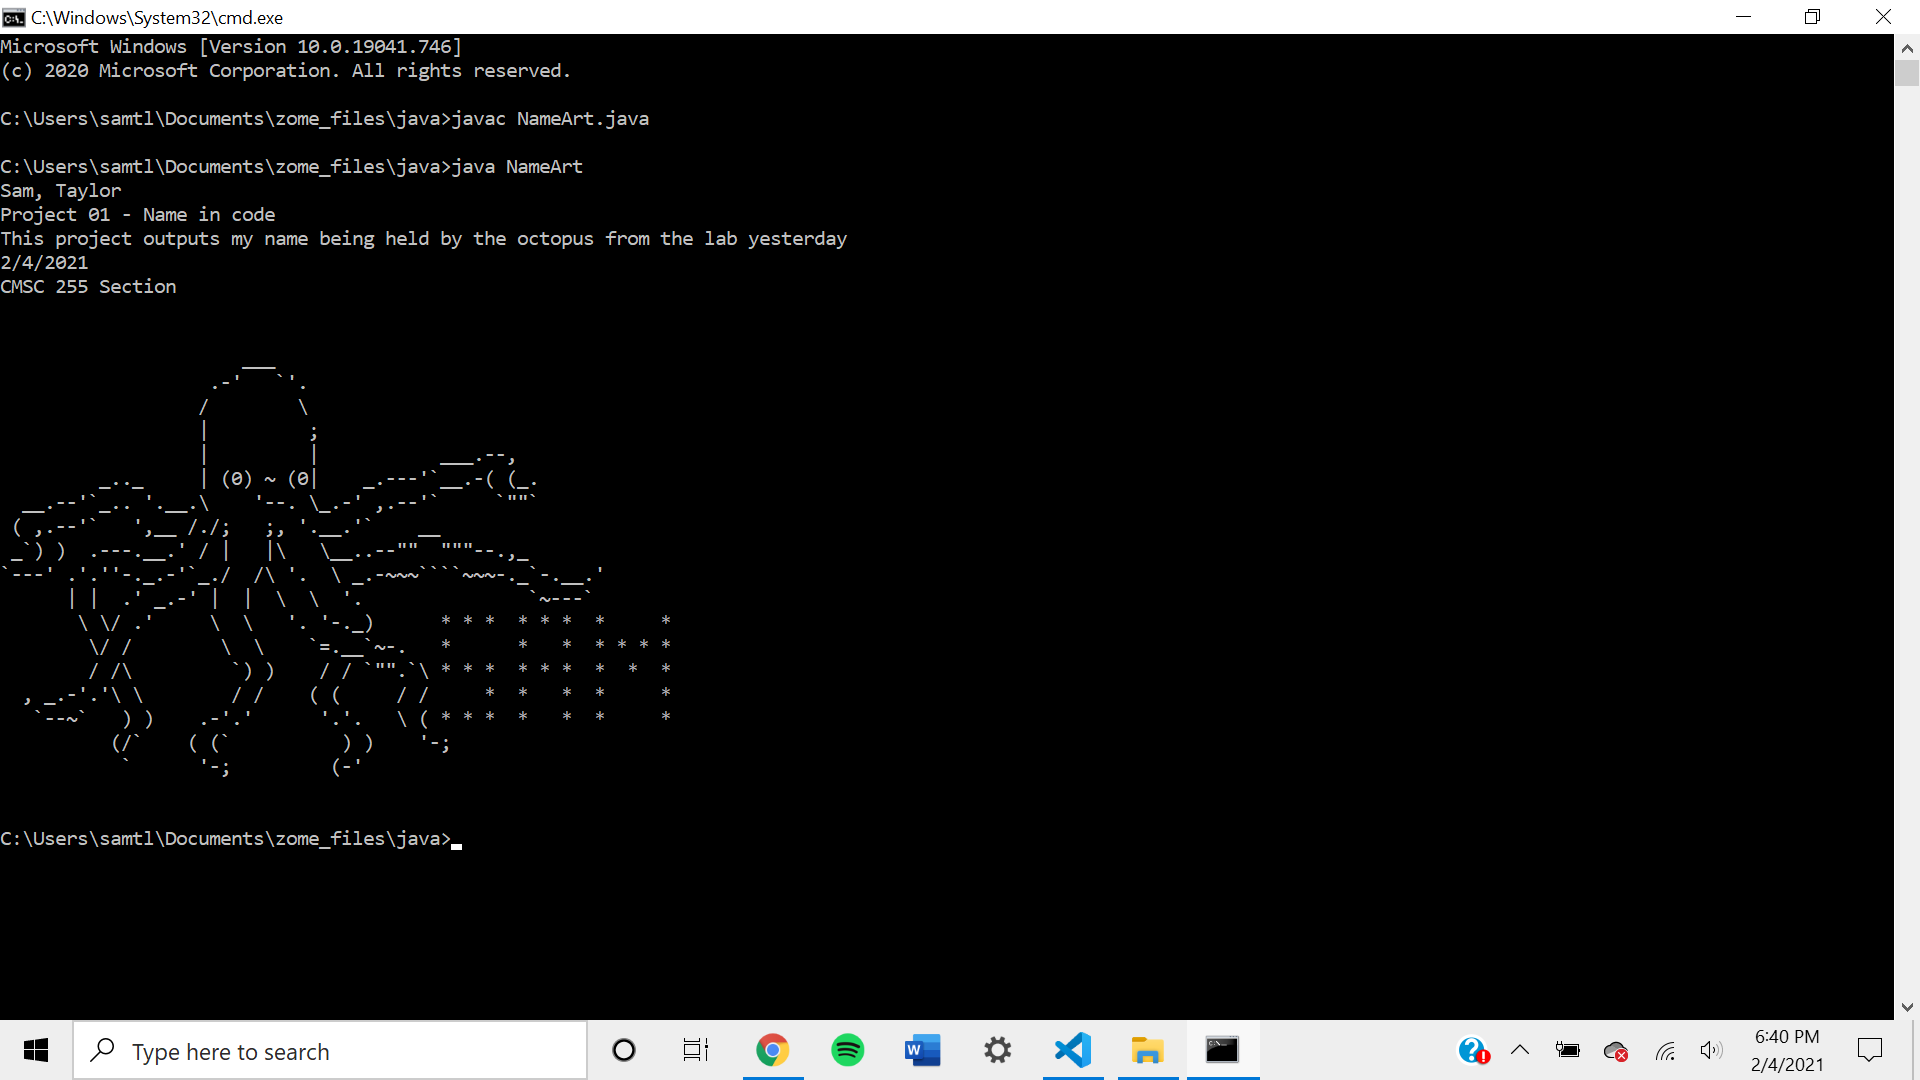 C:\Windows\System32\cmd.exe
Microsoft Windows [Version 10.0.19041.746]
(c) 2020 Microsoft Corporation. All rights reserved.
C:\Users\samtl\Documents\zome_files\java>javac NameArt.java
C:\Users\samtl\Documents\zome_files\java>java NameArt
Sam, Taylor
Project 01 - Name in code
This project outputs my name being held by the octopus from the lab yesterday
2/4/2021
CMSC 255 Section
C:\Users\samtl\Documents\zome_files\java>
Type here to search
6:40 PM
2/4/2021